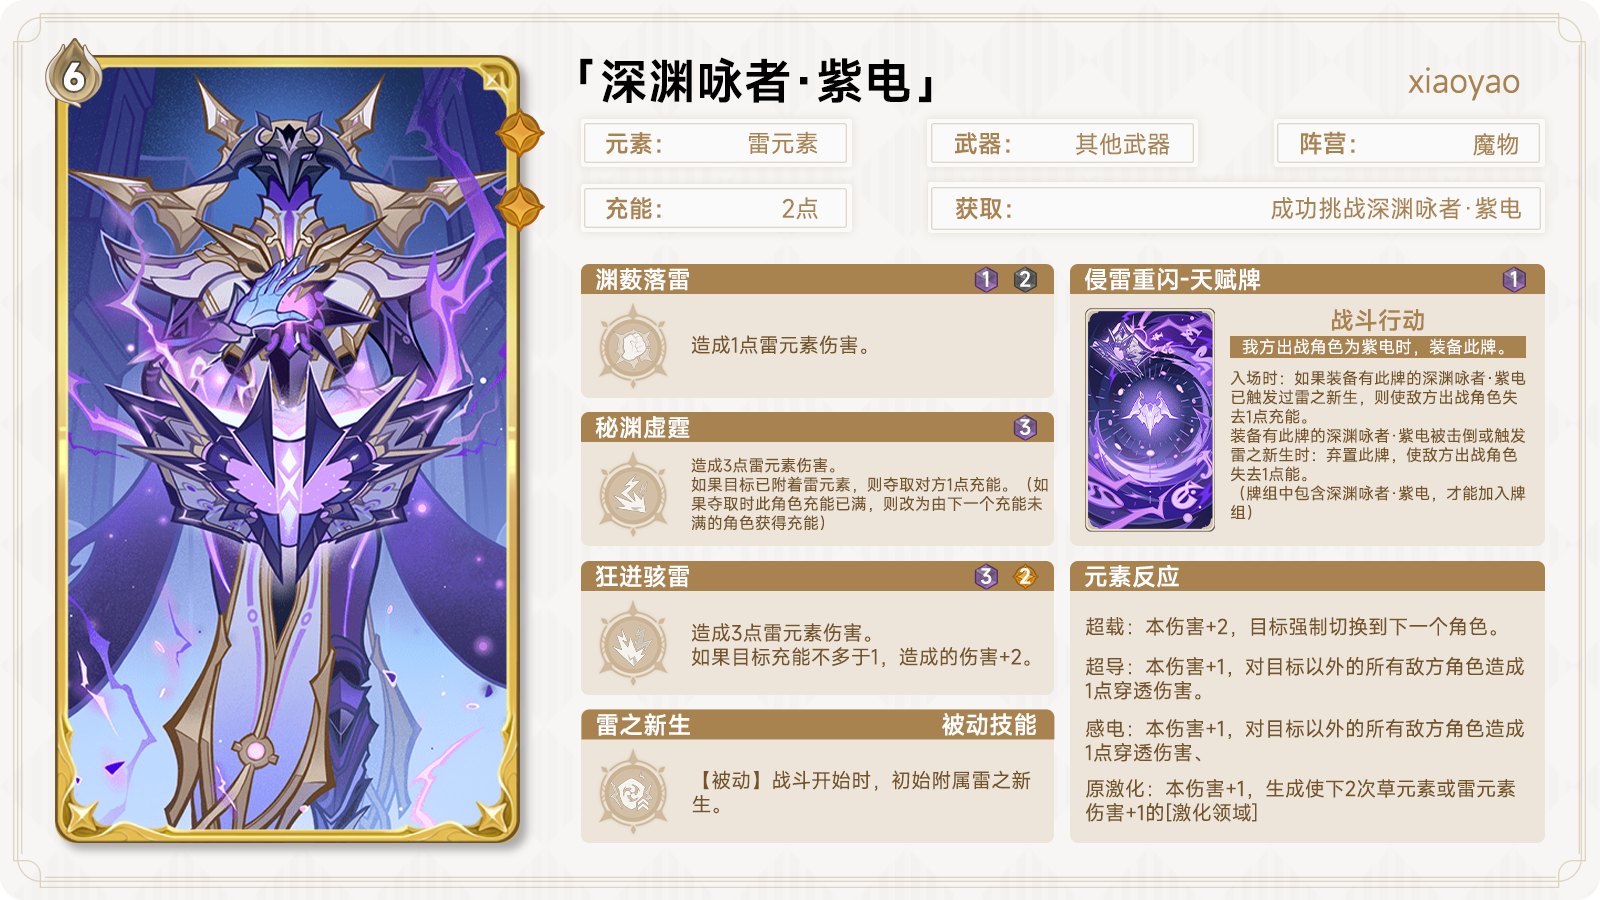 6
「深渊咏者·紫电」
xiaoyao
元素： 雷元素
武器： 其他武器
阵营： 魔物
充能： 2点
获取： 成功挑战深渊咏者·紫电
渊薮落雷 1 2
造成1点雷元素伤害。
秘渊虚霆 3
造成3点雷元素伤害。
如果目标已附着雷元素，则夺取对方1点充能。（如
果夺取时此角色充能已满，则改为由下一个充能未
满的角色获得充能）
狂迸骇雷 3 2
造成3点雷元素伤害。
如果目标充能不多于1，造成的伤害+2。
雷之新生 被动技能
【被动】战斗开始时，初始附属雷之新
生。
侵雷重闪-天赋牌 1
战斗行动
我方出战角色为紫电时，装备此牌。
入场时：如果装备有此牌的深渊咏者·紫电
已触发过雷之新生，则使敌方出战角色失
去1点充能。
装备有此牌的深渊咏者·紫电被击倒或触发
雷之新生时：弃置此牌，使敌方出战角色
失去1点能。
（牌组中包含深渊咏者·紫电，才能加入牌
组）
元素反应
超载：本伤害+2，目标强制切换到下一个角色。
超导：本伤害+1，对目标以外的所有敌方角色造成
1点穿透伤害。
感电：本伤害+1，对目标以外的所有敌方角色造成
1点穿透伤害、
原激化：本伤害+1，生成使下2次草元素或雷元素
伤害+1的[激化领域]